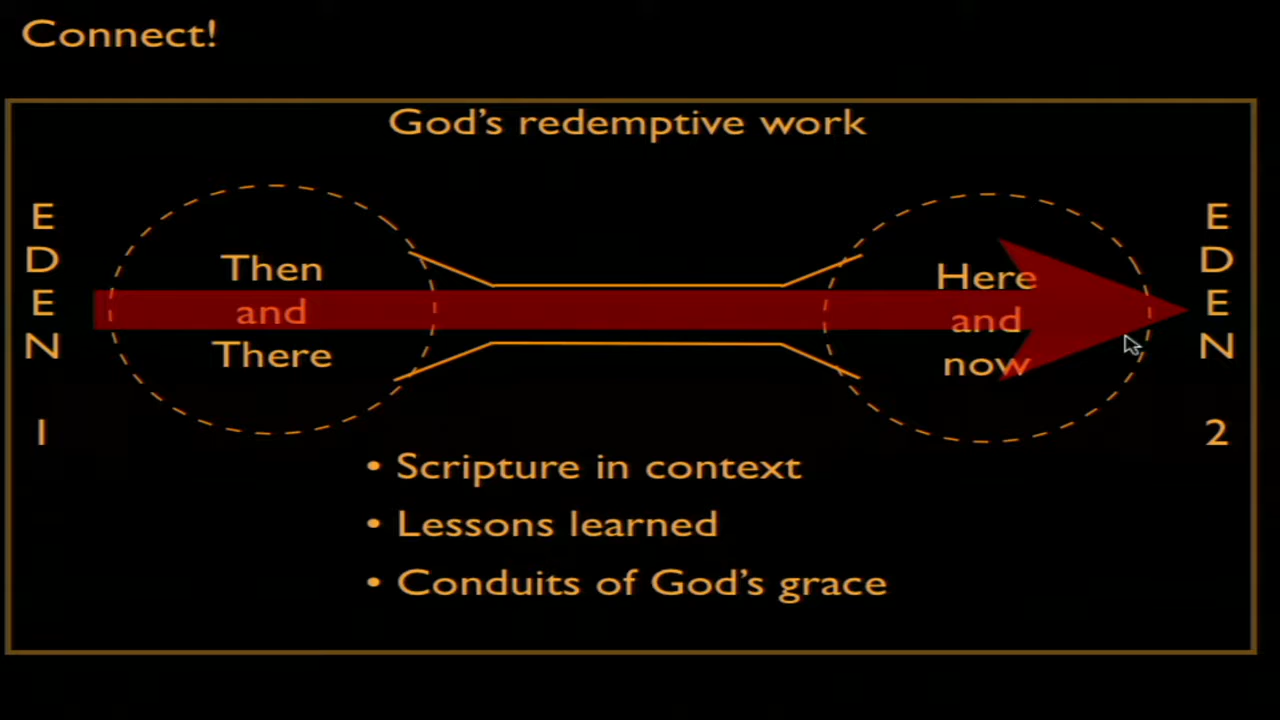 Connect!
God's redemptive work
E
D
E
N
1
Then
and
There
Here
and
now
E
D
E
N
2
• Scripture in context
• Lessons learned
• Conduits of God's grace